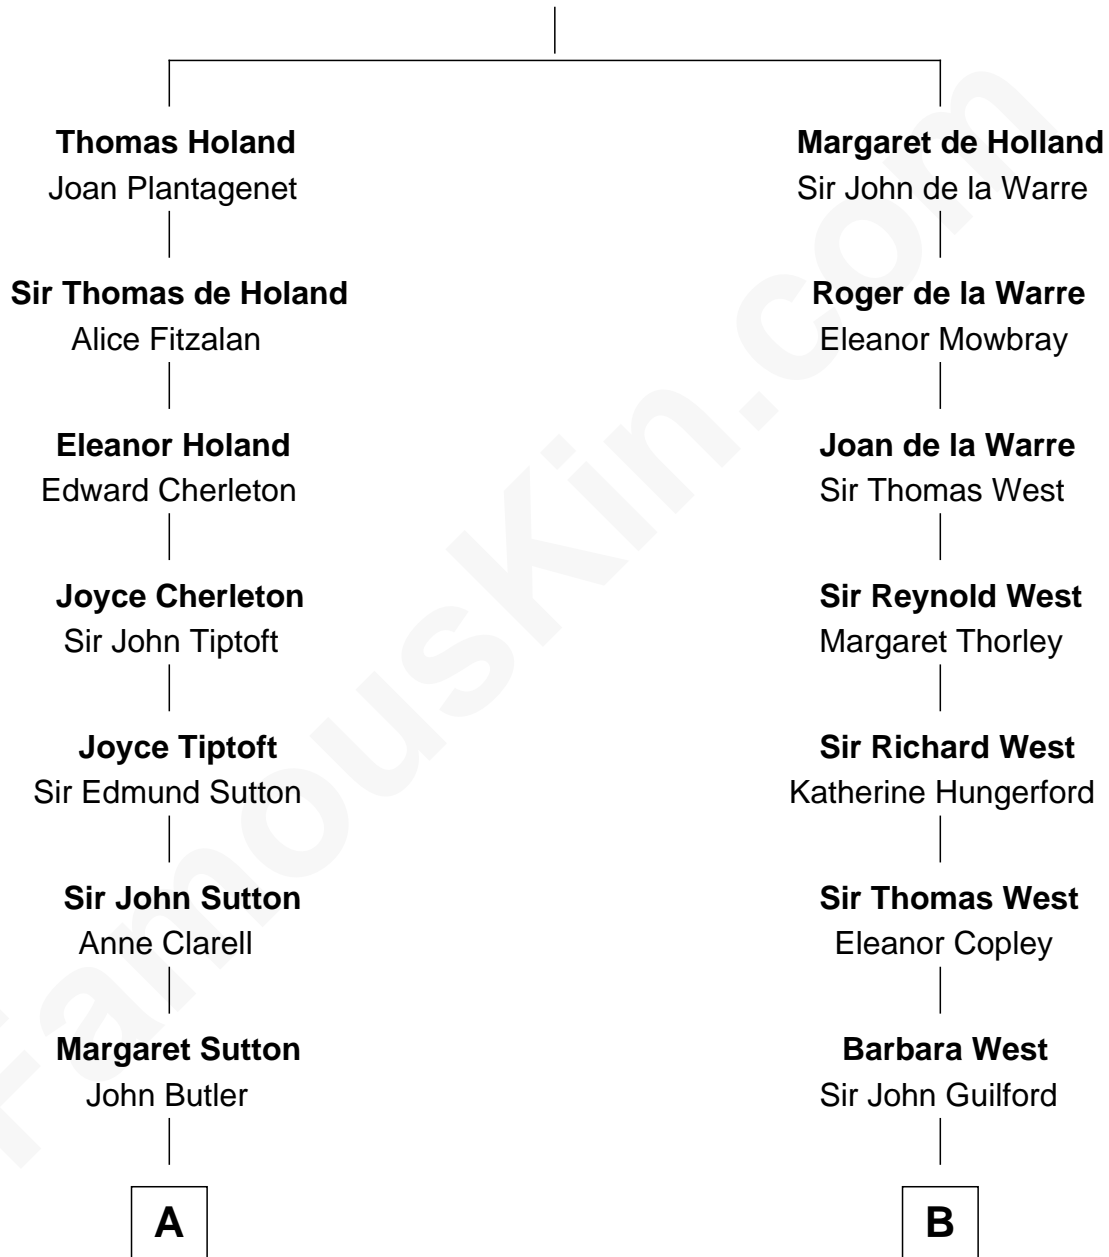 Thomas Holand
Joan Plantagenet
Sir Thomas de Holand
Alice Fitzalan
Eleanor Holand
Edward Cherleton
Joyce Cherleton
Sir John Tiptoft
Joyce Tiptoft
Sir Edmund Sutton
Sir John Sutton
Anne Clarell
Margaret Sutton
John Butler
A
Margaret de Holland
Sir John de la Warre
Roger de la Warre
Eleanor Mowbray
Joan de la Warre
Sir Thomas West
Sir Reynold West
Margaret Thorley
Sir Richard West
Katherine Hungerford
Sir Thomas West
Eleanor Copley
Barbara West
Sir John Guilford
B
FamousKin.com